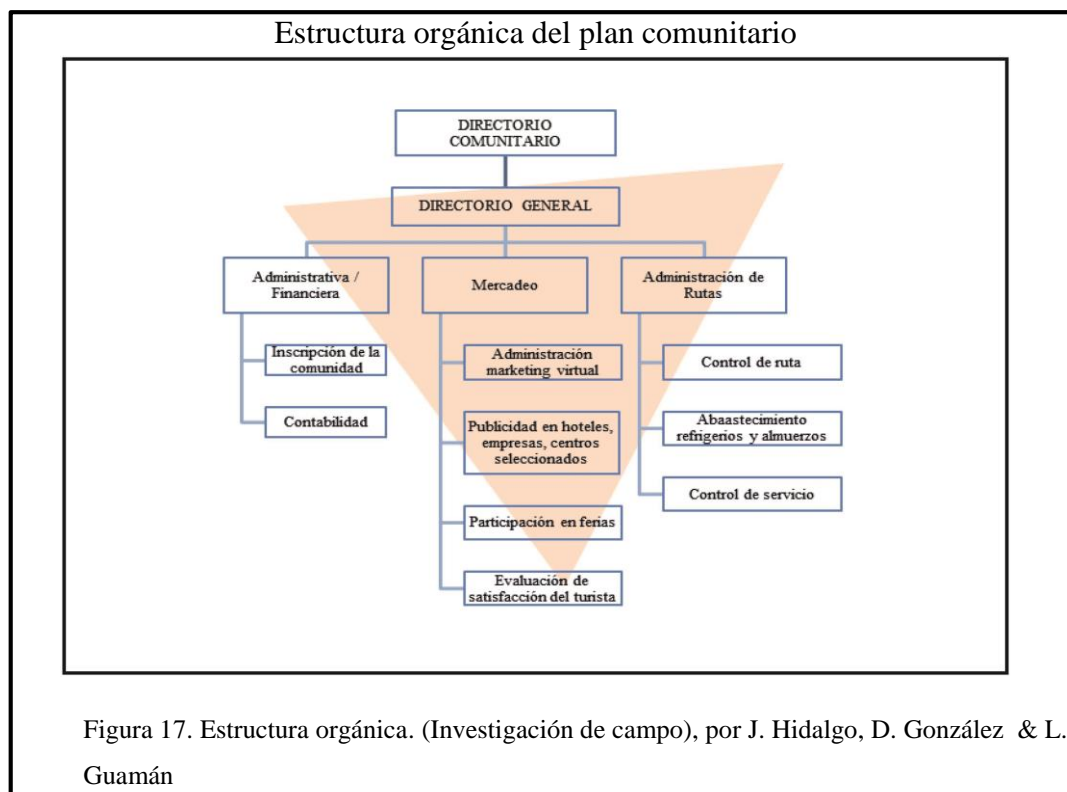 Estructura orgánica del plan comunitario
DIRECTORIO
COMUNITARIO
DIRECTORIO GENERAL
Administrativa /
Financiera
Inscripción de la
comunidad
Contabilidad
Mercadeo
Administración
marketing virtual
Publicidad en hoteles,
empresas, centros
seleccionados
Participación en ferias
Evaluación de
satisfacción del turista
Administración de
Rutas
Control de ruta
Abaastecimiento
refrigerios y almuerzos
Control de servicio
Figura 17. Estructura orgánica. (Investigación de campo), por J. Hidalgo, D. González & L.
Guamán